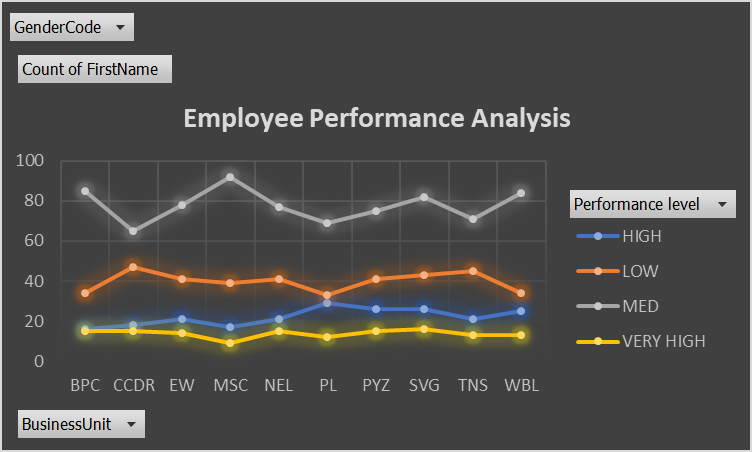 GenderCode
Count of FirstName
Employee Performance Analysis
100
80
60
40
20
0
BPC CCDR EW MSC NEL PL PYZ SVG TNS WBL
Performance level
HIGH
LOW
MED
VERY HIGH
BusinessUnit